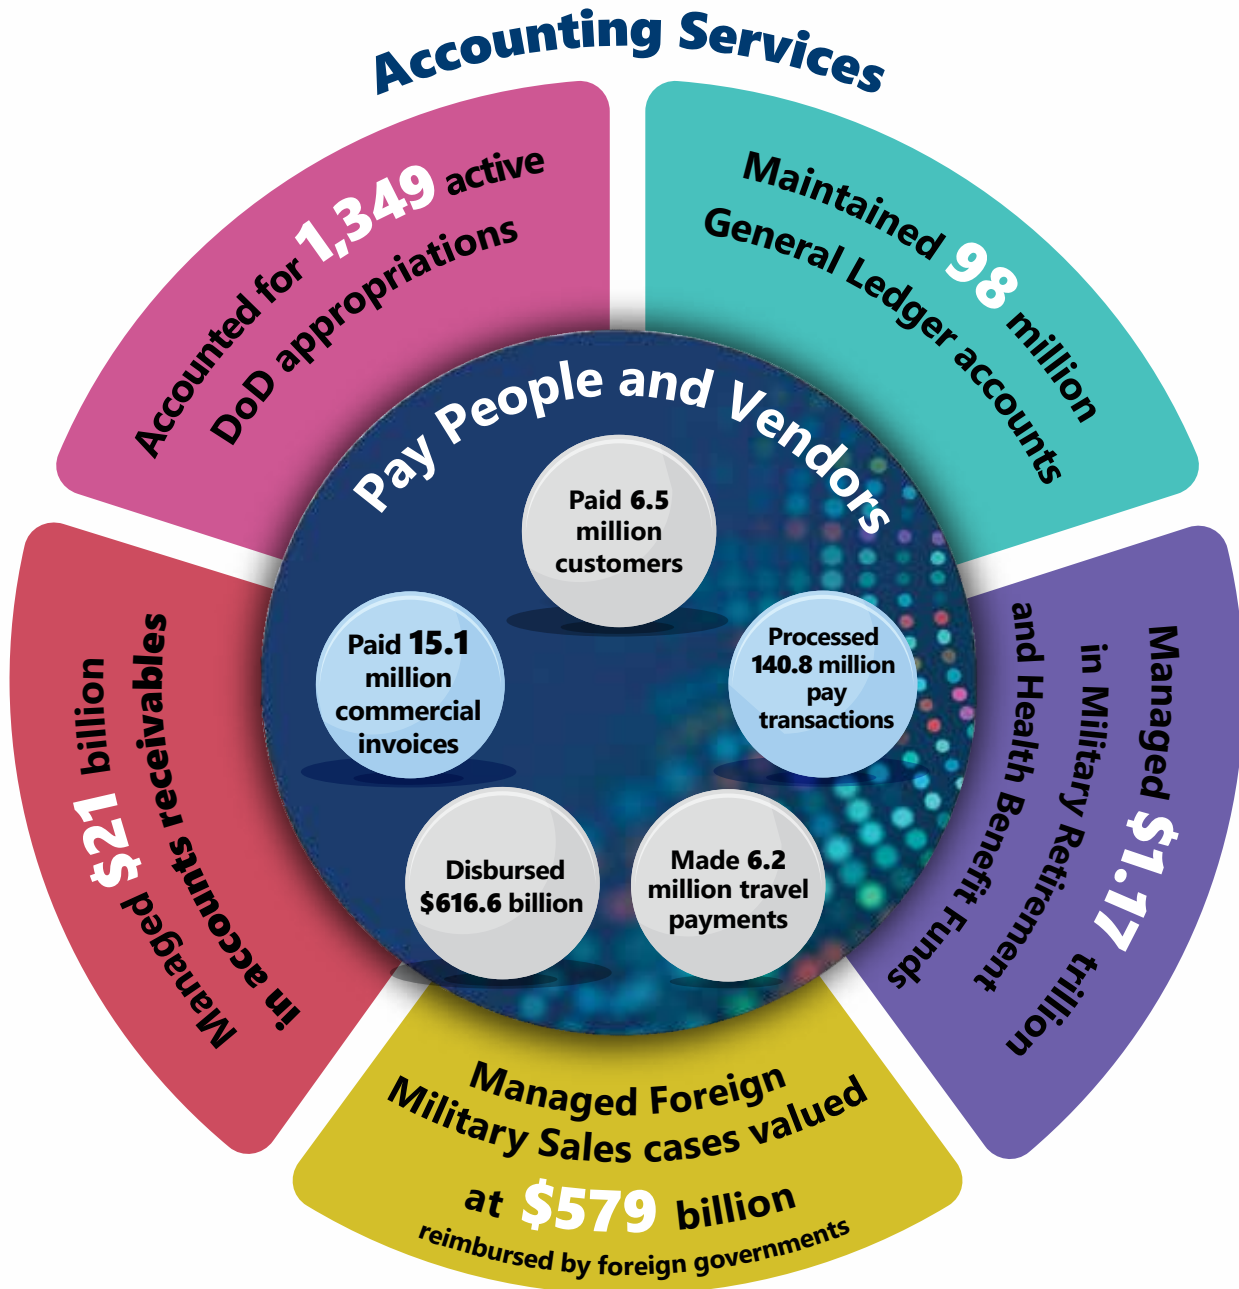 Accounting Services
Accounted for 1,349 active
DoD appropriations
Maintained 98 million
General Ledger accounts
Managed $1.17 trillion
in Military Retirement
and Health Benefit Funds
Managed Foreign
Military Sales cases valued
at $579 billion
reimbursed by foreign governments
Managed $21 billion
in accounts receivables
Pay People and Vendors
Paid 6.5
million
customers
Processed
140.8 million
pay
transactions
Made 6.2
million travel
payments
Disbursed
$616.6 billion
Paid 15.1
million
commercial
invoices